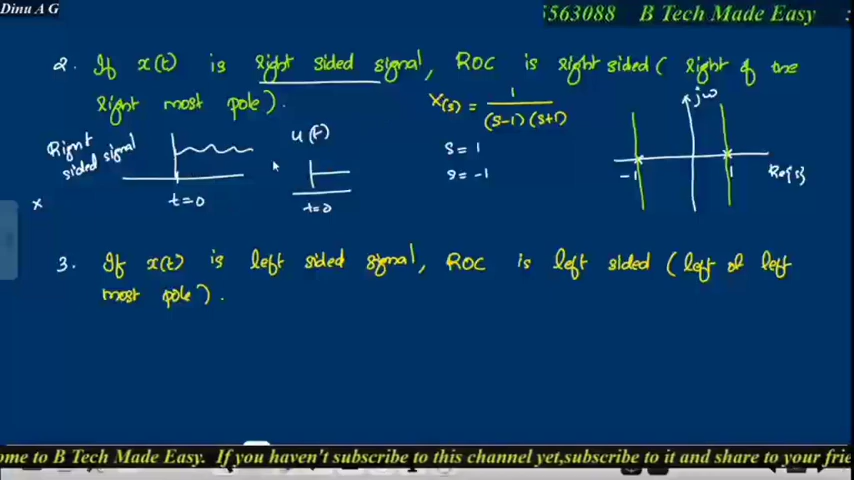 Dinu A G
5563088 B Tech Made Easy :
2. If x(t) is right sided signal, ROC is right sided ( right of the
right most pole).
X(s) = 1 / (s-1) (s+1)
jω
Right
sided signal
u(t)
s = 1
s = -1
-1
1
Re{s}
x
t=0
t=0
3. If x(t) is left sided signal, ROC is left sided ( left of left
most pole).
ome to B Tech Made Easy. If you haven't subscribe to this channel yet,subscribe to it and share to your frie